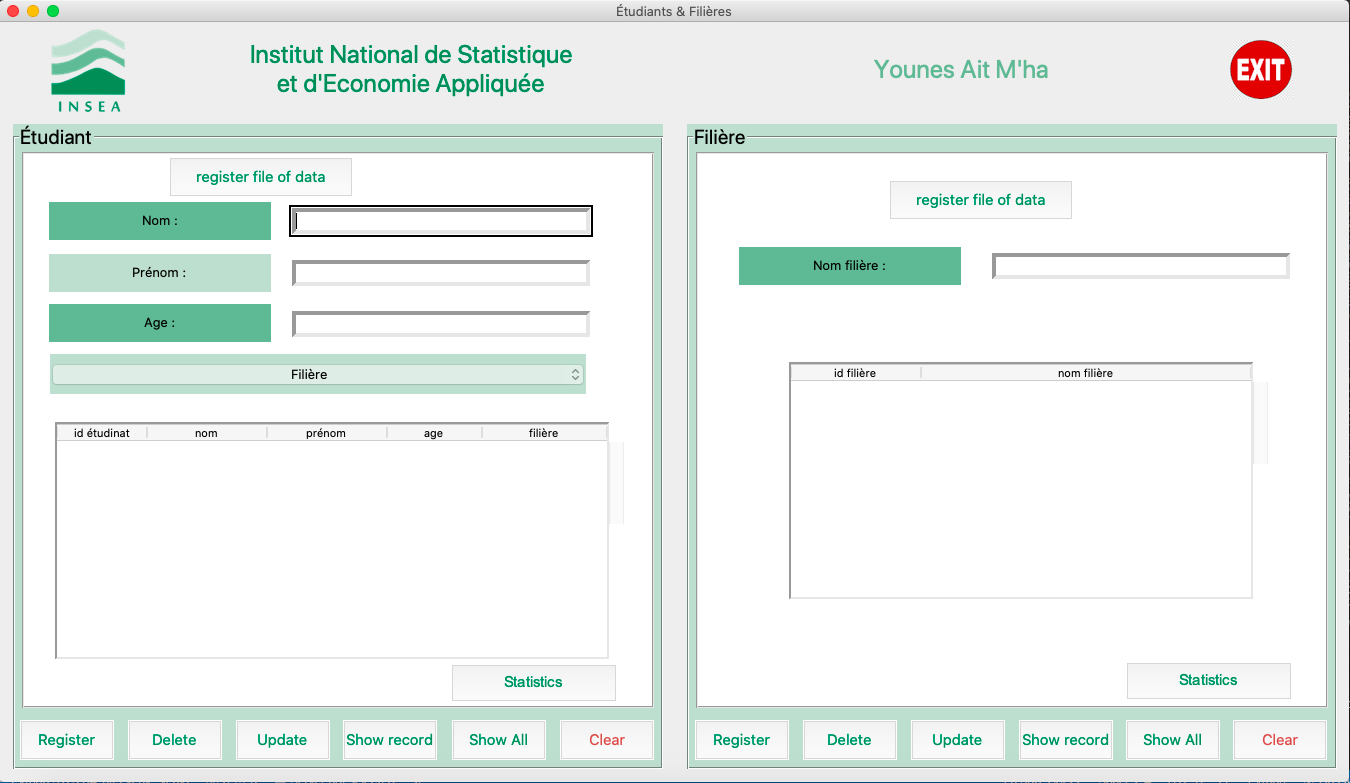 Étudiants & Filières
INSEA
Institut National de Statistique
et d'Economie Appliquée
Younes Ait M'ha
EXIT
Étudiant
register file of data
Nom :
Prénom :
Age :
Filière
id étudinat nom prénom age filière
Statistics
Register Delete Update Show record Show All Clear
Filière
register file of data
Nom filière :
id filière nom filière
Statistics
Register Delete Update Show record Show All Clear